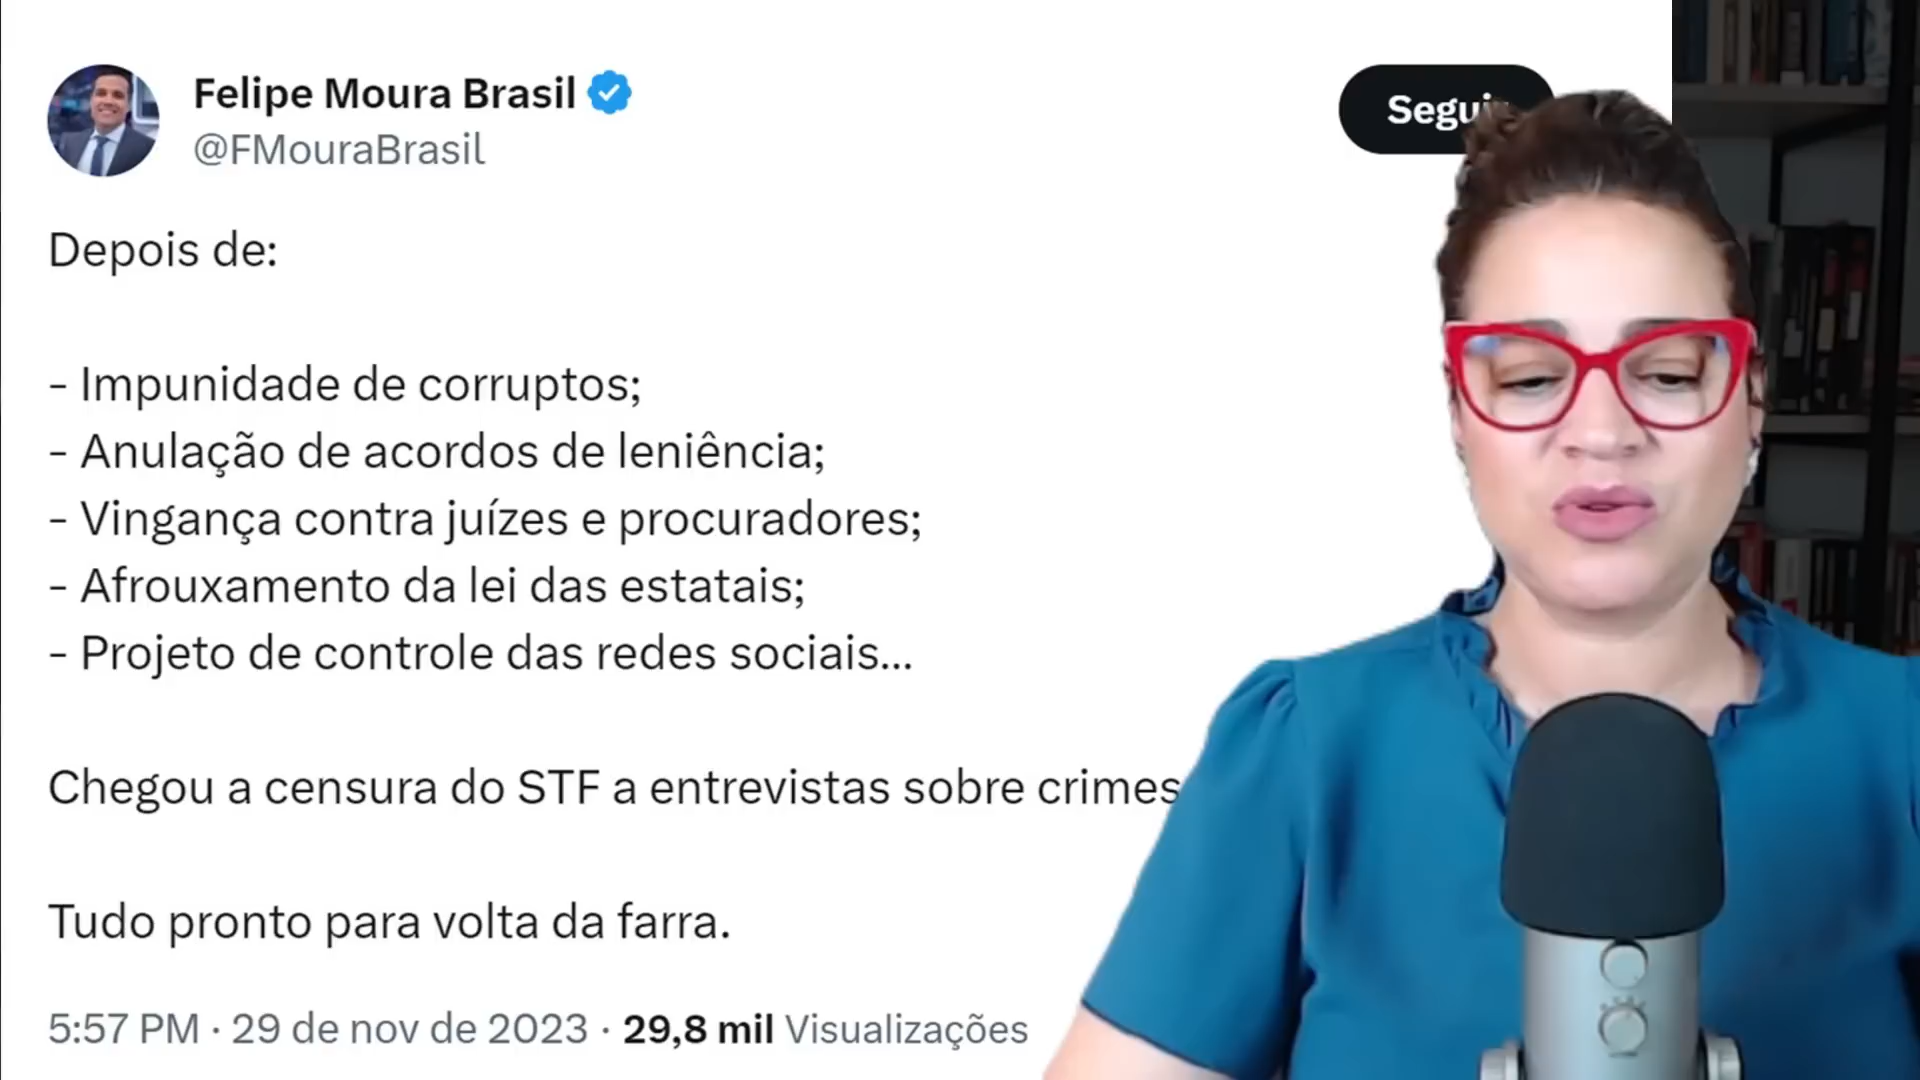 Felipe Moura Brasil
@FMouraBrasil
Depois de:
- Impunidade de corruptos;
- Anulação de acordos de leniência;
- Vingança contra juízes e procuradores;
- Afrouxamento da lei das estatais;
- Projeto de controle das redes sociais...
Chegou a censura do STF a entrevistas sobre crimes
Tudo pronto para volta da farra.
5:57 PM · 29 de nov de 2023 · 29,8 mil Visualizações